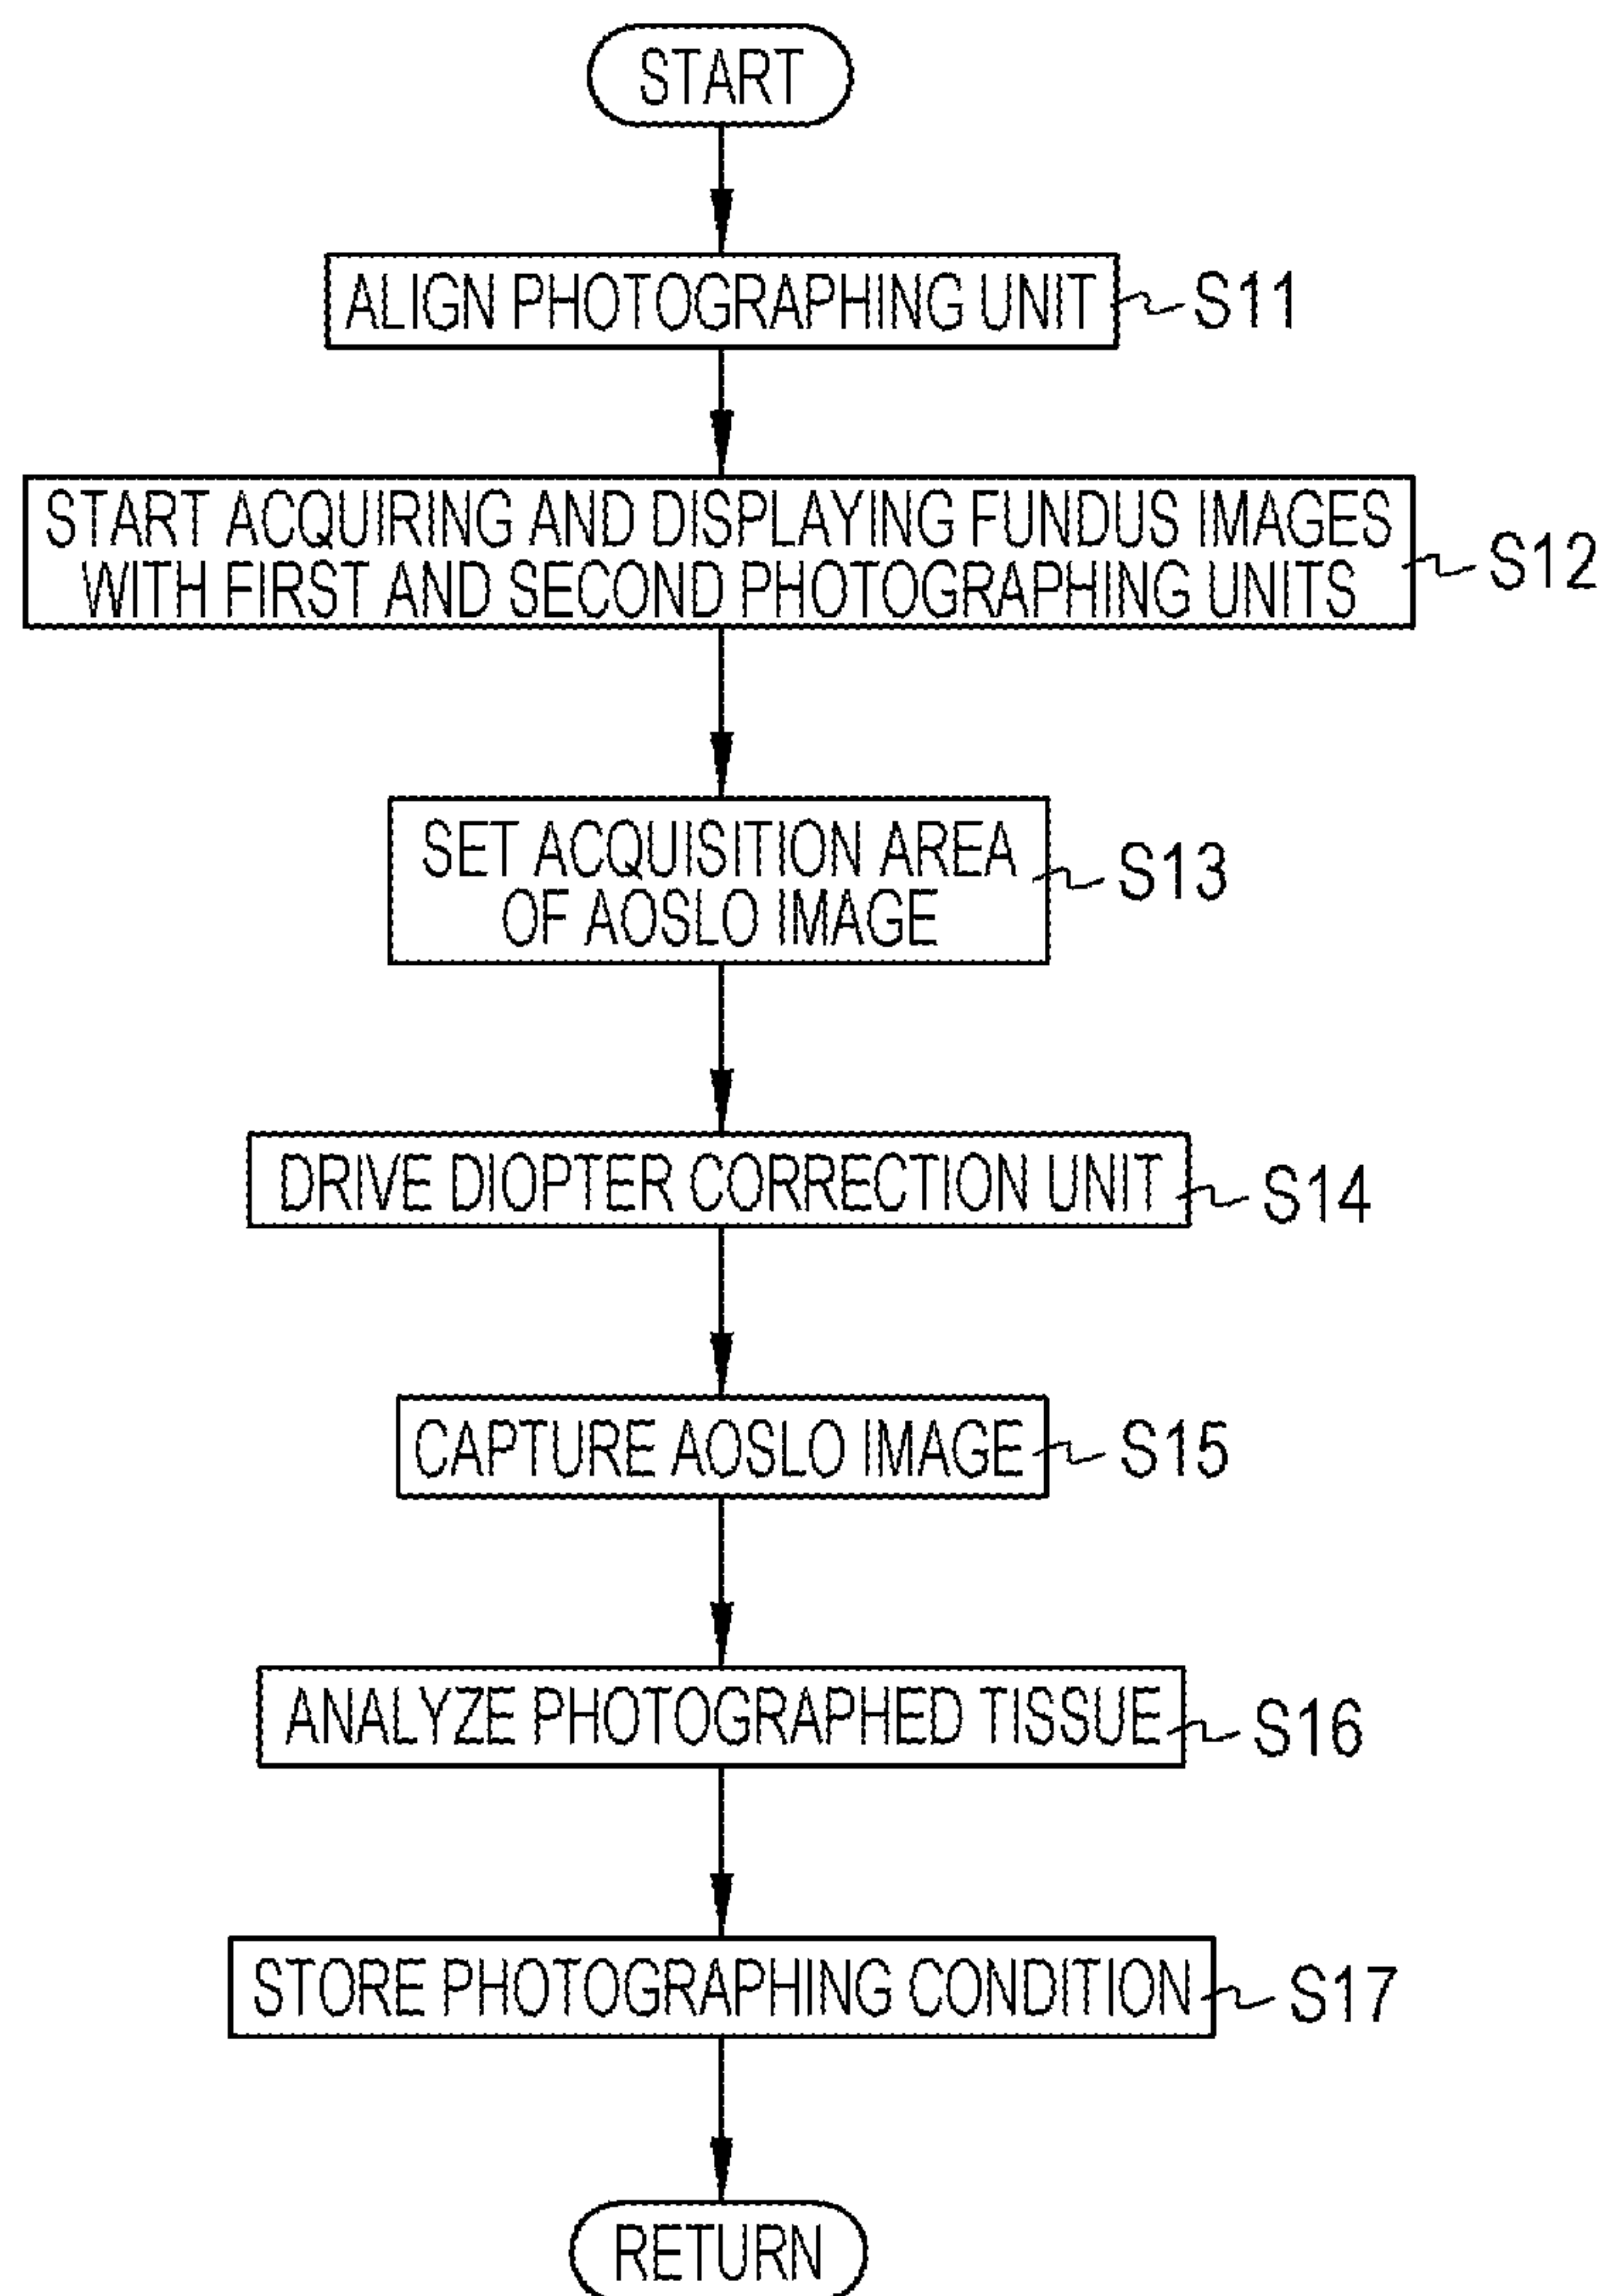 START
ALIGN PHOTOGRAPHING UNIT
S11
START ACQUIRING AND DISPLAYING FUNDUS IMAGES
WITH FIRST AND SECOND PHOTOGRAPHING UNITS
S12
SET ACQUISITION AREA
OF AOSLO IMAGE
S13
DRIVE DIOPTER CORRECTION UNIT
S14
CAPTURE AOSLO IMAGE
S15
ANALYZE PHOTOGRAPHED TISSUE
S16
STORE PHOTOGRAPHING CONDITION
S17
RETURN